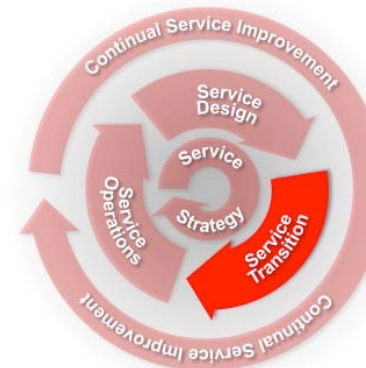 Continual Service Improvement
Service
Design
Service
Strategy
Service
Operations
Service
Transition
Continual Service Improvement